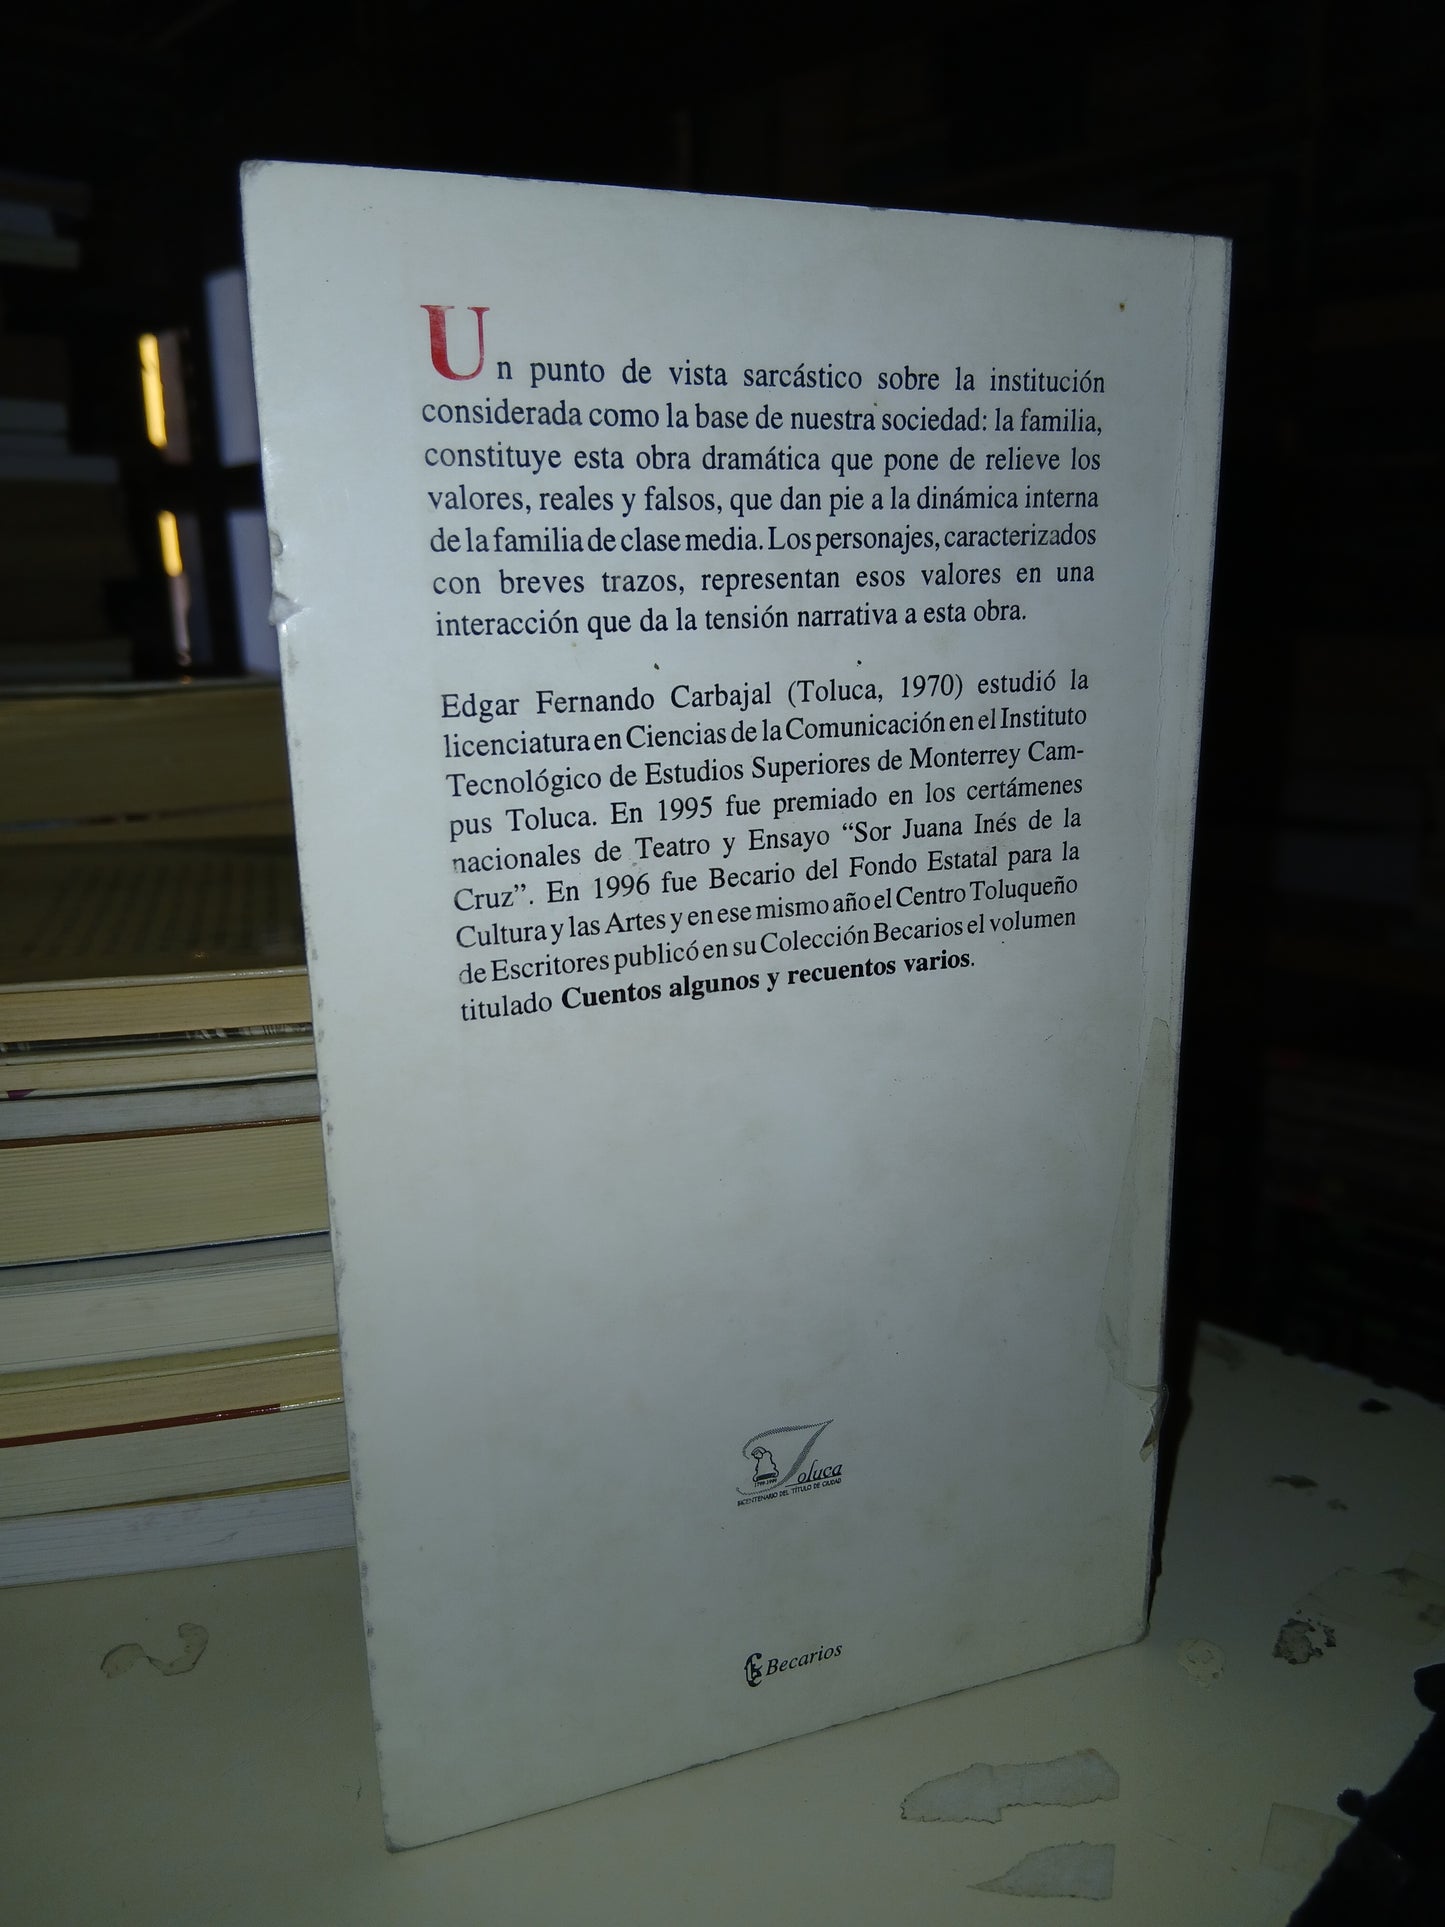 Un punto de vista sarcástico sobre la institución
considerada como la base de nuestra sociedad: la familia,
constituye esta obra dramática que pone de relieve los
valores, reales y falsos, que dan pie a la dinámica interna
de la familia de clase media. Los personajes, caracterizados
con breves trazos, representan esos valores en una
interacción que da la tensión narrativa a esta obra.
Edgar Fernando Carbajal (Toluca, 1970) estudió la
licenciatura en Ciencias de la Comunicación en el Instituto
Tecnológico de Estudios Superiores de Monterrey Cam-
pus Toluca. En 1995 fue premiado en los certámenes
nacionales de Teatro y Ensayo “Sor Juana Inés de la
Cruz”. En 1996 fue Becario del Fondo Estatal para la
Cultura y las Artes y en ese mismo año el Centro Toluqueño
de Escritores publicó en su Colección Becarios el volumen
titulado Cuentos algunos y recuentos varios.
Toluca
1799-1999
BICENTENARIO DEL TÍTULO DE CIUDAD
Becarios